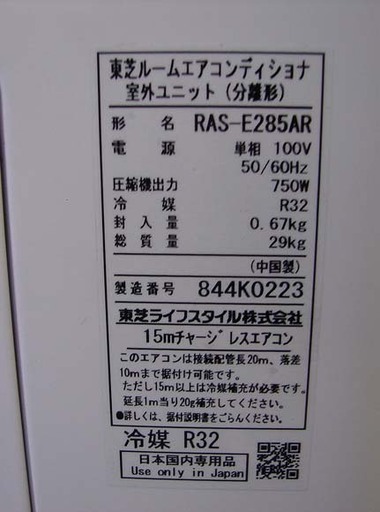 東芝ルームエアコンディショナ
室外ユニット（分離形）
形 名 RAS-E285AR
電 源 単相 100V
50/60Hz
圧縮機出力 750W
冷 媒 R32
封 入 量 0.67kg
総 質 量 29kg
（中国製）
製造番号 844K0223
東芝ライフスタイル株式会社
15mチャージレスエアコン
このエアコンは接続配管長20m、落差
10mまで据付け可能です。
ただし15m以上は冷媒補充が必要です。
延長1m当り20g補充してください。
●詳しくは、据付説明書をごらんください。
冷媒 R32
日本国内専用品
Use only in Japan